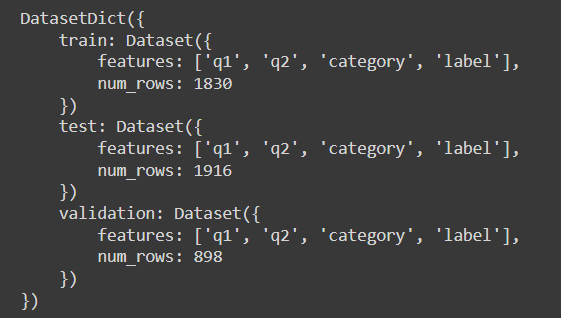 DatasetDict({
    train: Dataset({
        features: ['q1', 'q2', 'category', 'label'],
        num_rows: 1830
    })
    test: Dataset({
        features: ['q1', 'q2', 'category', 'label'],
        num_rows: 1916
    })
    validation: Dataset({
        features: ['q1', 'q2', 'category', 'label'],
        num_rows: 898
    })
})